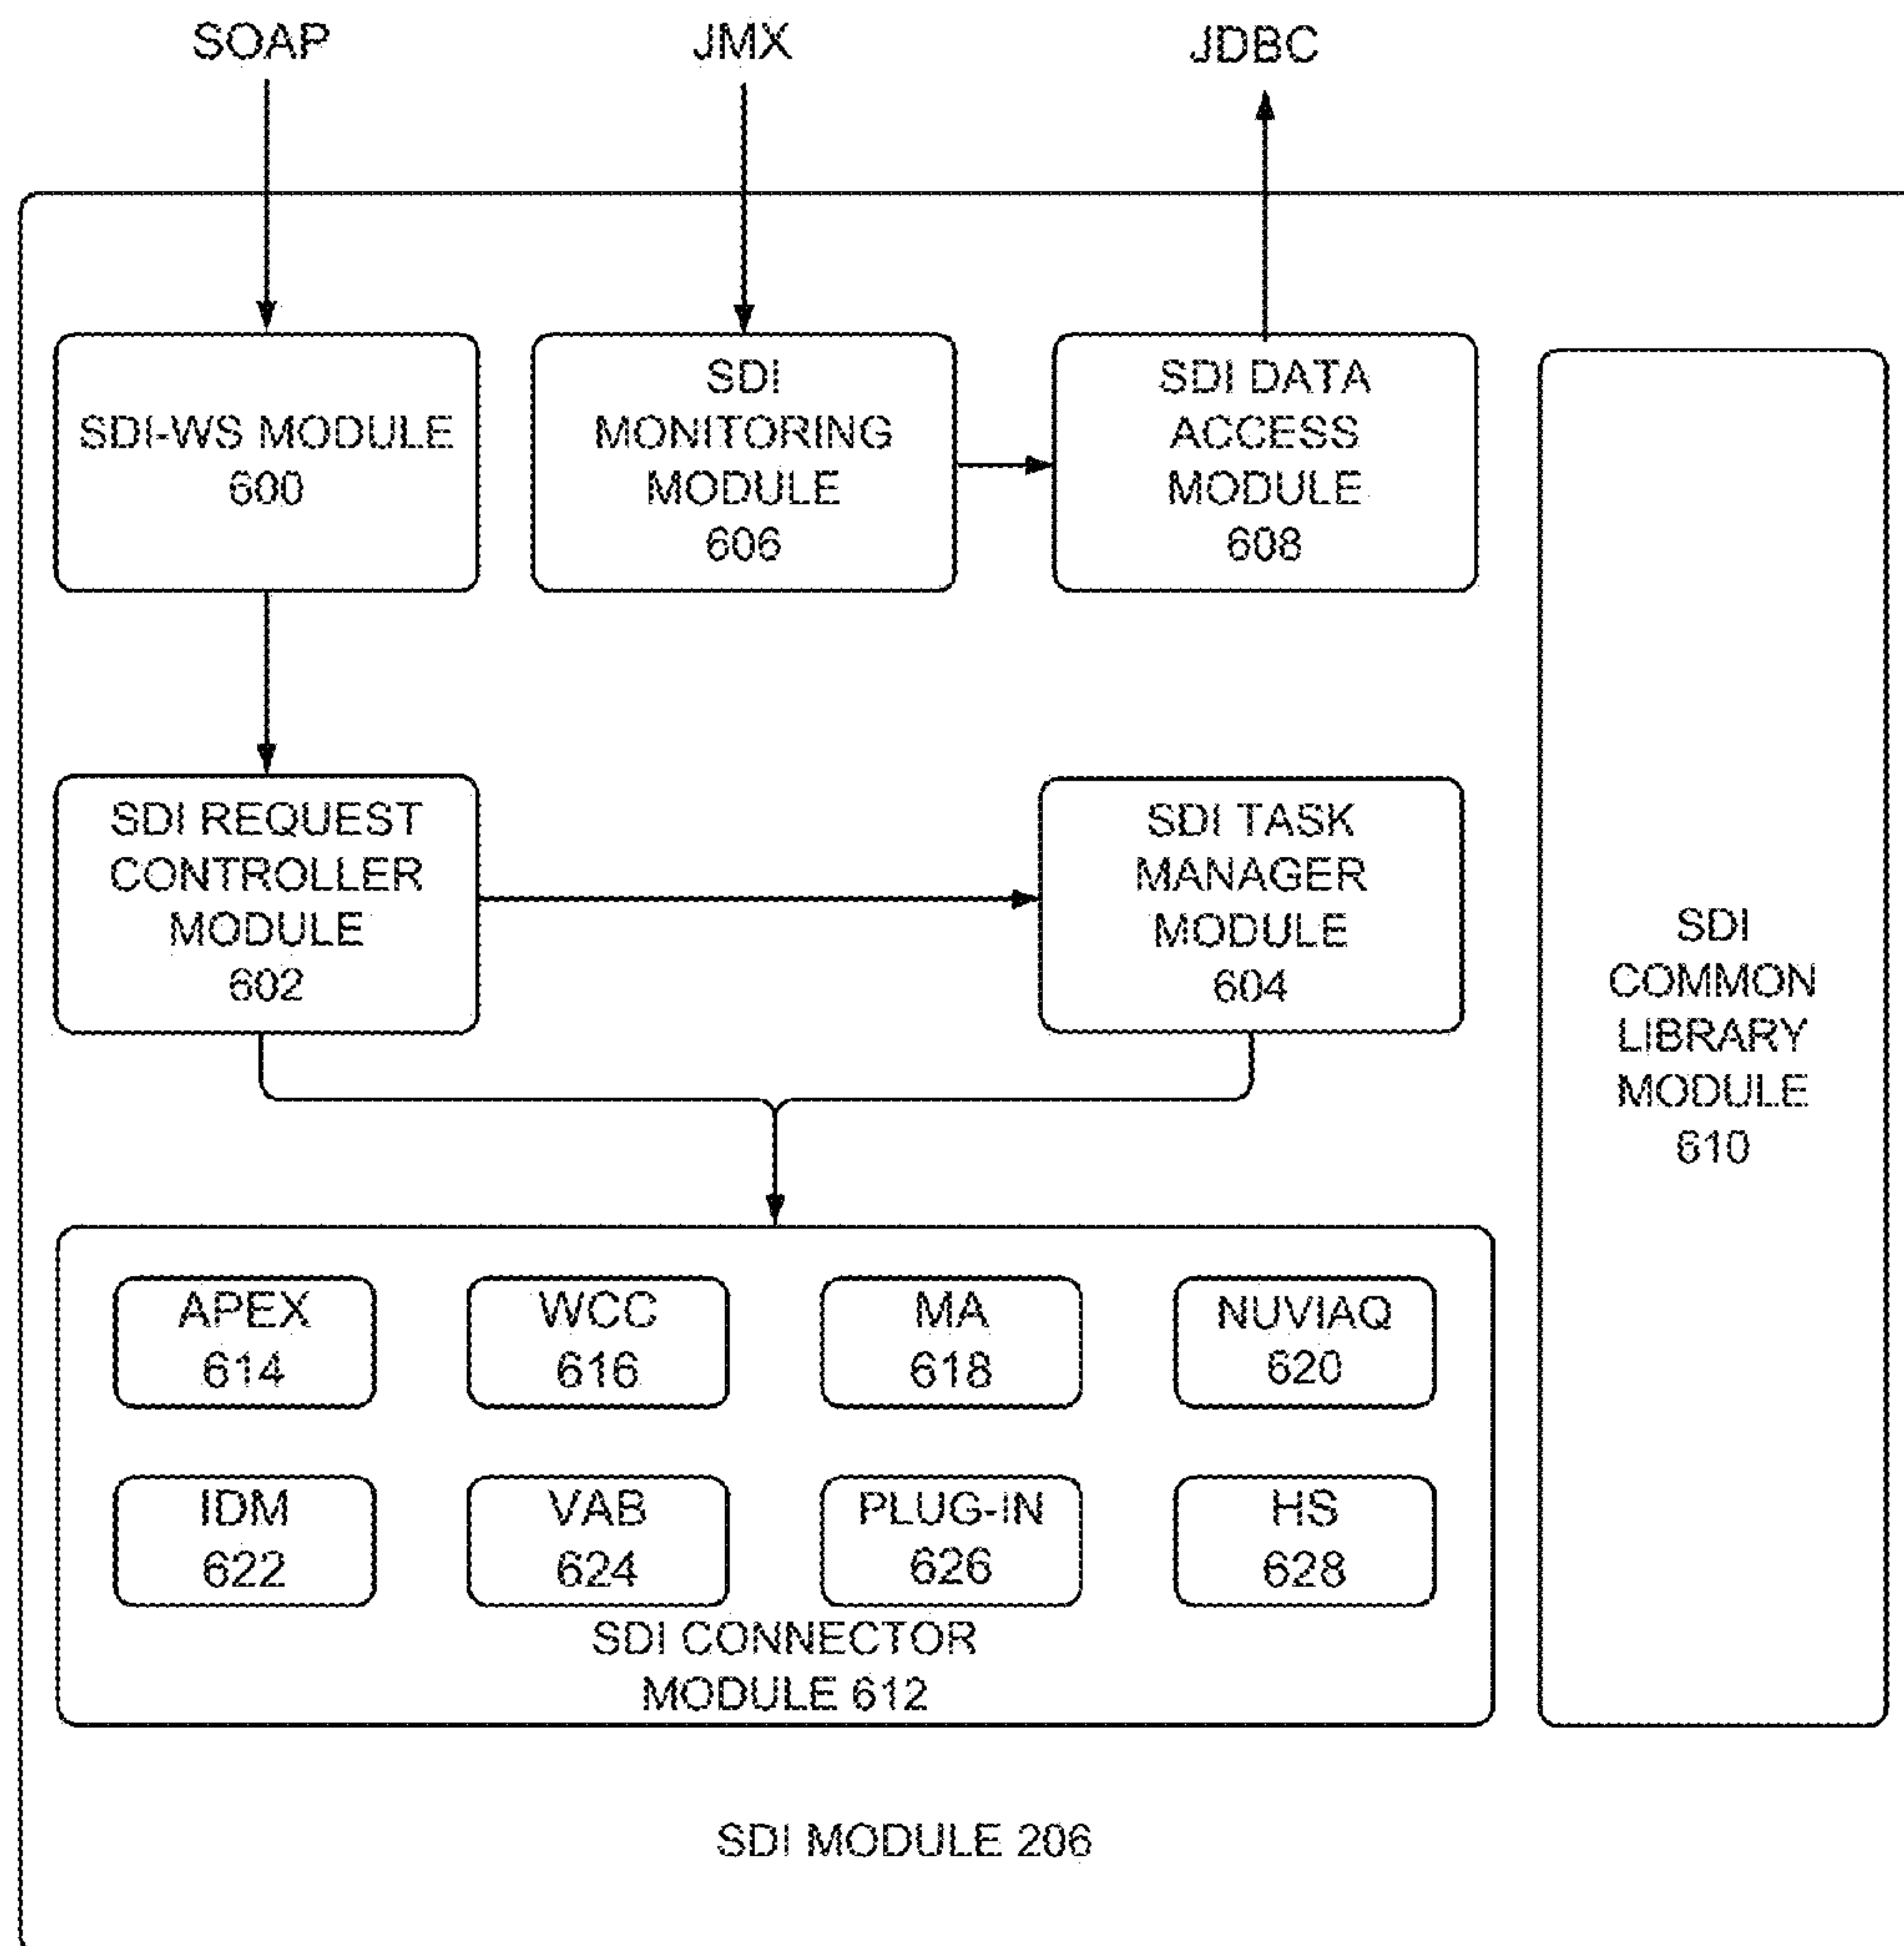 SOAP
JMX
JDBC
SDI-WS MODULE
600
SDI
MONITORING
MODULE
606
SDI DATA
ACCESS
MODULE
608
SDI REQUEST
CONTROLLER
MODULE
602
SDI TASK
MANAGER
MODULE
604
SDI
COMMON
LIBRARY
MODULE
610
APEX
614
WCC
616
MA
618
NUVIAQ
620
IDM
622
VAB
624
PLUG-IN
626
HS
628
SDI CONNECTOR
MODULE 612
SDI MODULE 206